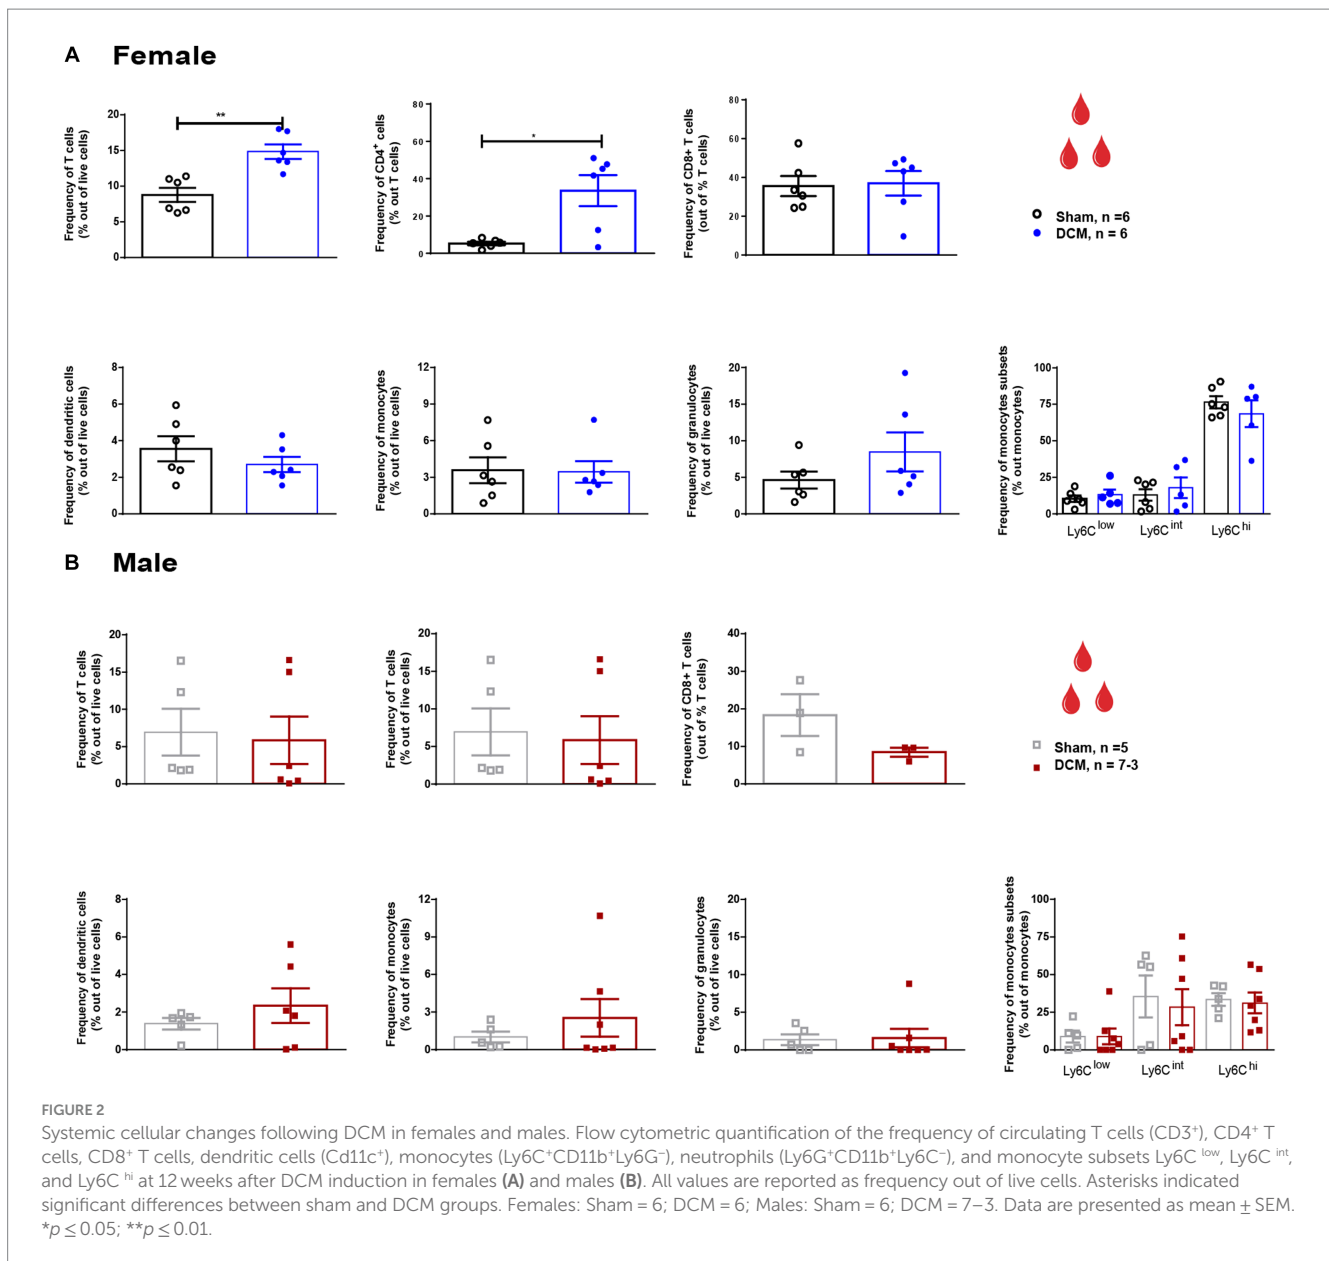 A Female
Frequency of T cells
(% out of live cells)
20
15
10
5
0
**
Frequency of CD4+ cells
(% out T cells)
80
60
40
20
0
*
Frequency of CD8+ T cells
(out of % T cells)
80
60
40
20
0
Sham, n =6
DCM, n = 6
Frequency of dendritic cells
(% out of live cells)
8
6
4
2
0
Frequency of monocytes
(% out of live cells)
12
9
6
3
0
Frequency of granulocytes
(% out of live cells)
20
15
10
5
0
Frequency of monocytes subsets
(% out monocytes)
100
75
50
25
0
Ly6C low Ly6C int Ly6C hi
B Male
Frequency of T cells
(% out of live cells)
20
15
10
5
0
Frequency of T cells
(% out of live cells)
20
15
10
5
0
Frequency of CD8+ T cells
(out of % T cells)
40
30
20
10
0
Sham, n =5
DCM, n = 7-3
Frequency of dendritic cells
(% out of live cells)
8
6
4
2
0
Frequency of monocytes
(% out of live cells)
12
9
6
3
0
Frequency of granulocytes
(% out of live cells)
20
15
10
5
0
Frequency of monocytes subsets
(% out of monocytes)
100
75
50
25
0
Ly6C low Ly6C int Ly6C hi
FIGURE 2
Systemic cellular changes following DCM in females and males. Flow cytometric quantification of the frequency of circulating T cells (CD3+), CD4+ T
cells, CD8+ T cells, dendritic cells (Cd11c+), monocytes (Ly6C+CD11b+Ly6G−), neutrophils (Ly6G+CD11b+Ly6C−), and monocyte subsets Ly6C low, Ly6C int,
and Ly6C hi at 12 weeks after DCM induction in females (A) and males (B). All values are reported as frequency out of live cells. Asterisks indicated
significant differences between sham and DCM groups. Females: Sham = 6; DCM = 6; Males: Sham = 6; DCM = 7–3. Data are presented as mean ± SEM.
*p ≤ 0.05; **p ≤ 0.01.